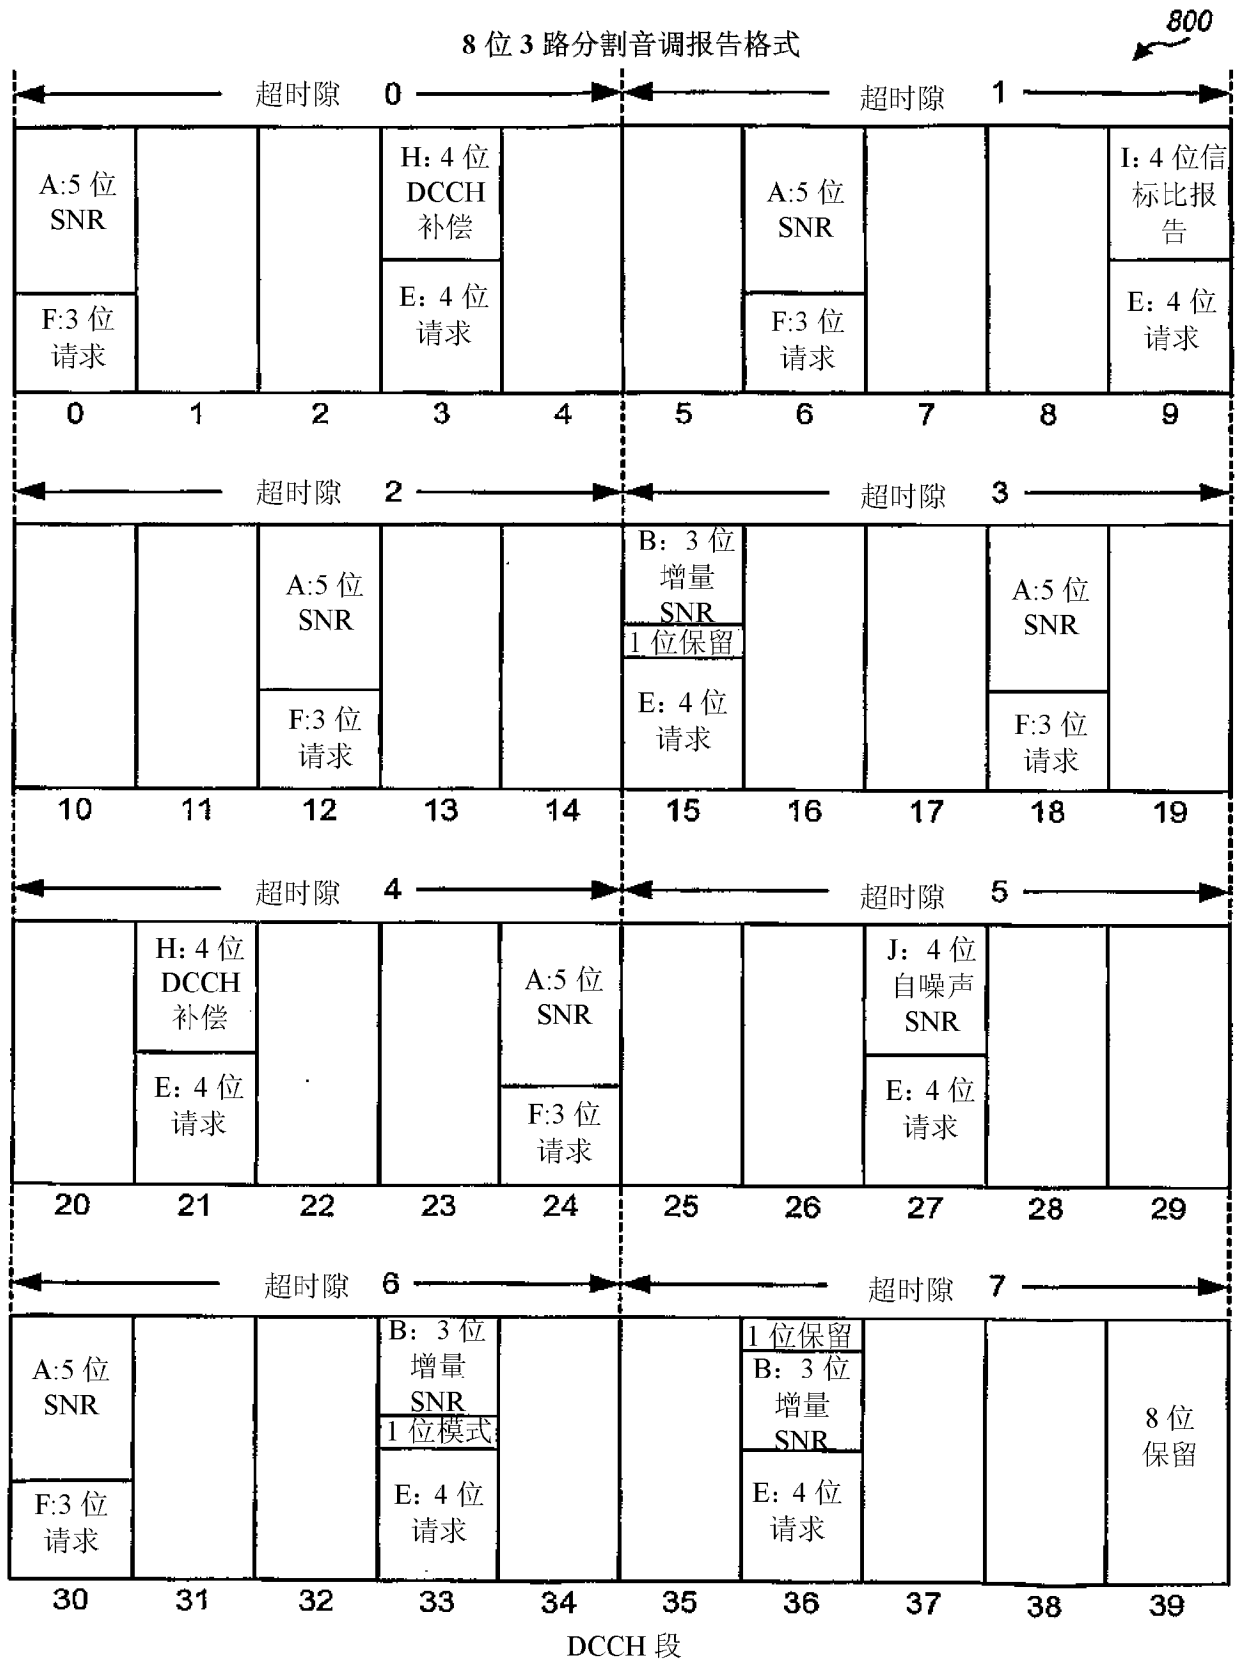 800
8 位 3 路分割音调报告格式
超时隙 0
超时隙 1
A:5 位
SNR
F:3 位
请求
H: 4 位
DCCH
补偿
E: 4 位
请求
A:5 位
SNR
F:3 位
请求
I: 4 位信
标比报
告
E: 4 位
请求
0 1 2 3 4 5 6 7 8 9
超时隙 2
超时隙 3
A:5 位
SNR
F:3 位
请求
B: 3 位
增量
SNR
1 位保留
E: 4 位
请求
A:5 位
SNR
F:3 位
请求
10 11 12 13 14 15 16 17 18 19
超时隙 4
超时隙 5
H: 4 位
DCCH
补偿
E: 4 位
请求
A:5 位
SNR
F:3 位
请求
J: 4 位
自噪声
SNR
E: 4 位
请求
20 21 22 23 24 25 26 27 28 29
超时隙 6
超时隙 7
A:5 位
SNR
F:3 位
请求
B: 3 位
增量
SNR
1 位模式
E: 4 位
请求
1 位保留
B: 3 位
增量
SNR
E: 4 位
请求
8 位
保留
30 31 32 33 34 35 36 37 38 39
DCCH 段